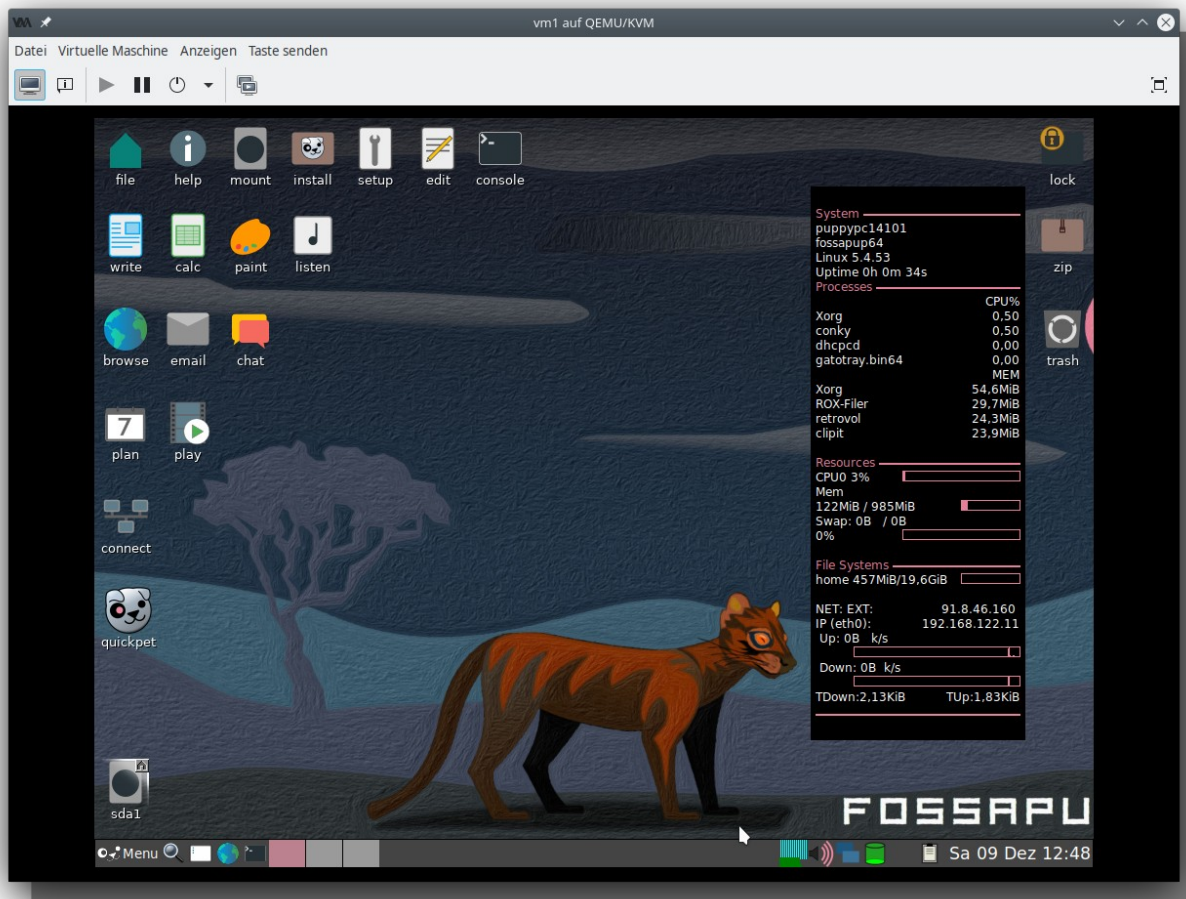 vm1 auf QEMU/KVM
Datei Virtuelle Maschine Anzeigen Taste senden
file help mount install setup edit console lock
write calc paint listen zip
browse email chat trash
7
plan play
connect
quickpet
sda1
System
puppypc14101
fossapup64
Linux 5.4.53
Uptime 0h 0m 34s
Processes
CPU%
Xorg 0,50
conky 0,50
dhcpcd 0,00
gatotray.bin64 0,00
MEM
Xorg 54,6MiB
ROX-Filer 29,7MiB
retrovol 24,3MiB
clipit 23,9MiB
Resources
CPU0 3%
Mem
122MiB / 985MiB
Swap: 0B / 0B
0%
File Systems
home 457MiB/19,6GiB
NET: EXT: 91.8.46.160
IP (eth0): 192.168.122.11
Up: 0B k/s
Down: 0B k/s
TDown:2,13KiB TUp:1,83KiB
FOSSAPU
Menu Sa 09 Dez 12:48